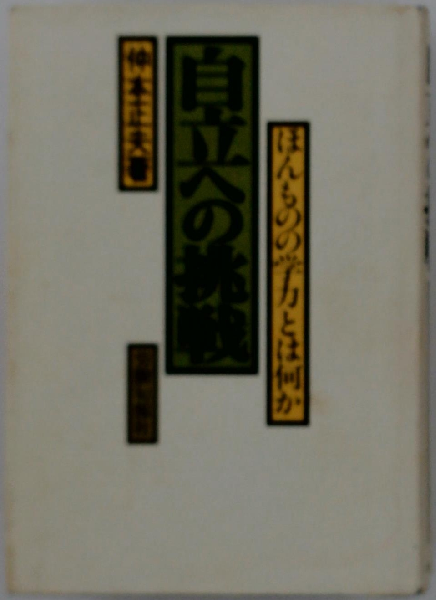 ほんものの学力とは何か
自立への挑戦
仲本正夫著